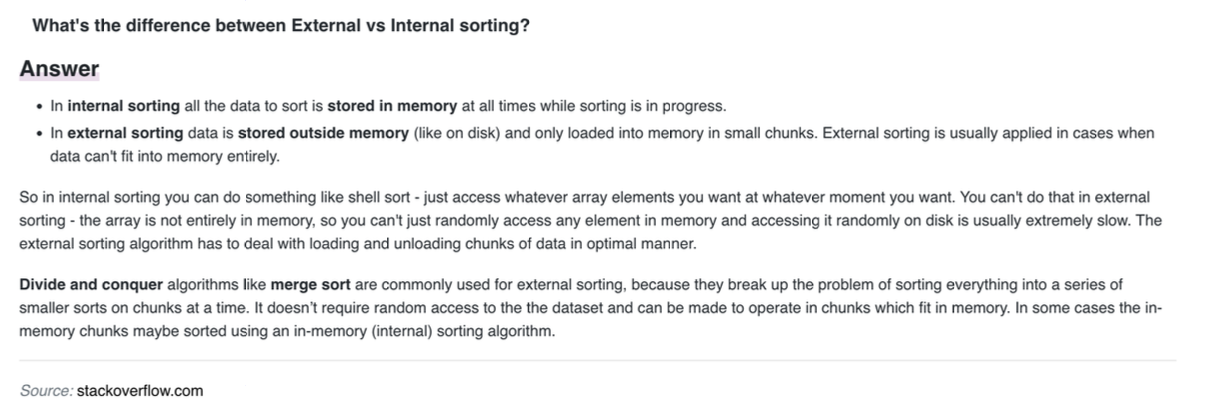 What's the difference between External vs Internal sorting?
Answer
• In internal sorting all the data to sort is stored in memory at all times while sorting is in progress.
• In external sorting data is stored outside memory (like on disk) and only loaded into memory in small chunks. External sorting is usually applied in cases when
data can't fit into memory entirely.
So in internal sorting you can do something like shell sort - just access whatever array elements you want at whatever moment you want. You can't do that in external
sorting - the array is not entirely in memory, so you can't just randomly access any element in memory and accessing it randomly on disk is usually extremely slow. The
external sorting algorithm has to deal with loading and unloading chunks of data in optimal manner.
Divide and conquer algorithms like merge sort are commonly used for external sorting, because they break up the problem of sorting everything into a series of
smaller sorts on chunks at a time. It doesn't require random access to the the dataset and can be made to operate in chunks which fit in memory. In some cases the in-
memory chunks maybe sorted using an in-memory (internal) sorting algorithm.
Source: stackoverflow.com